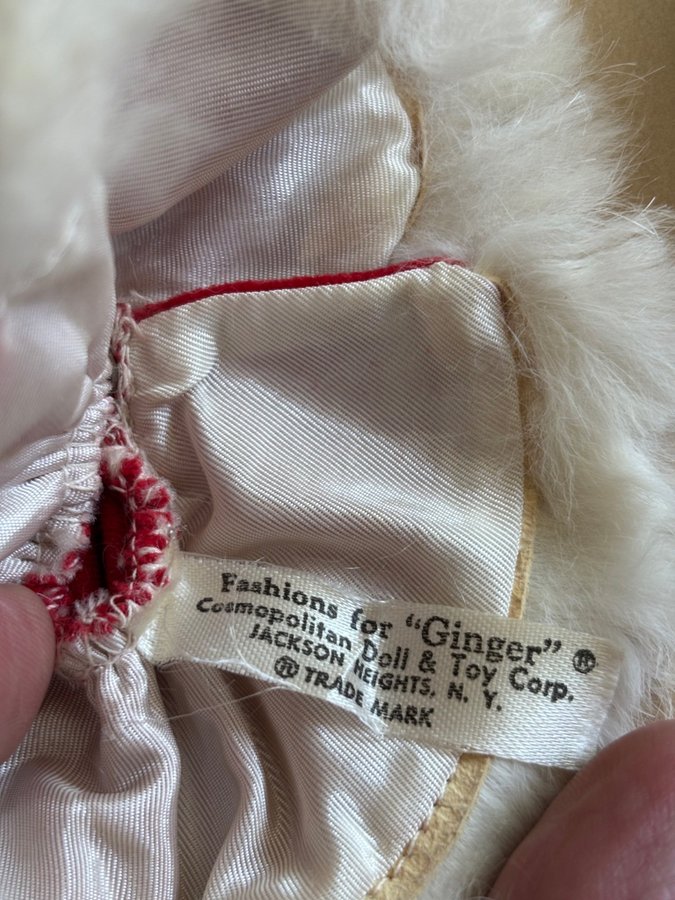 Fashions for “Ginger” ®
Cosmopolitan Doll & Toy Corp.
JACKSON HEIGHTS, N. Y.
® TRADE MARK